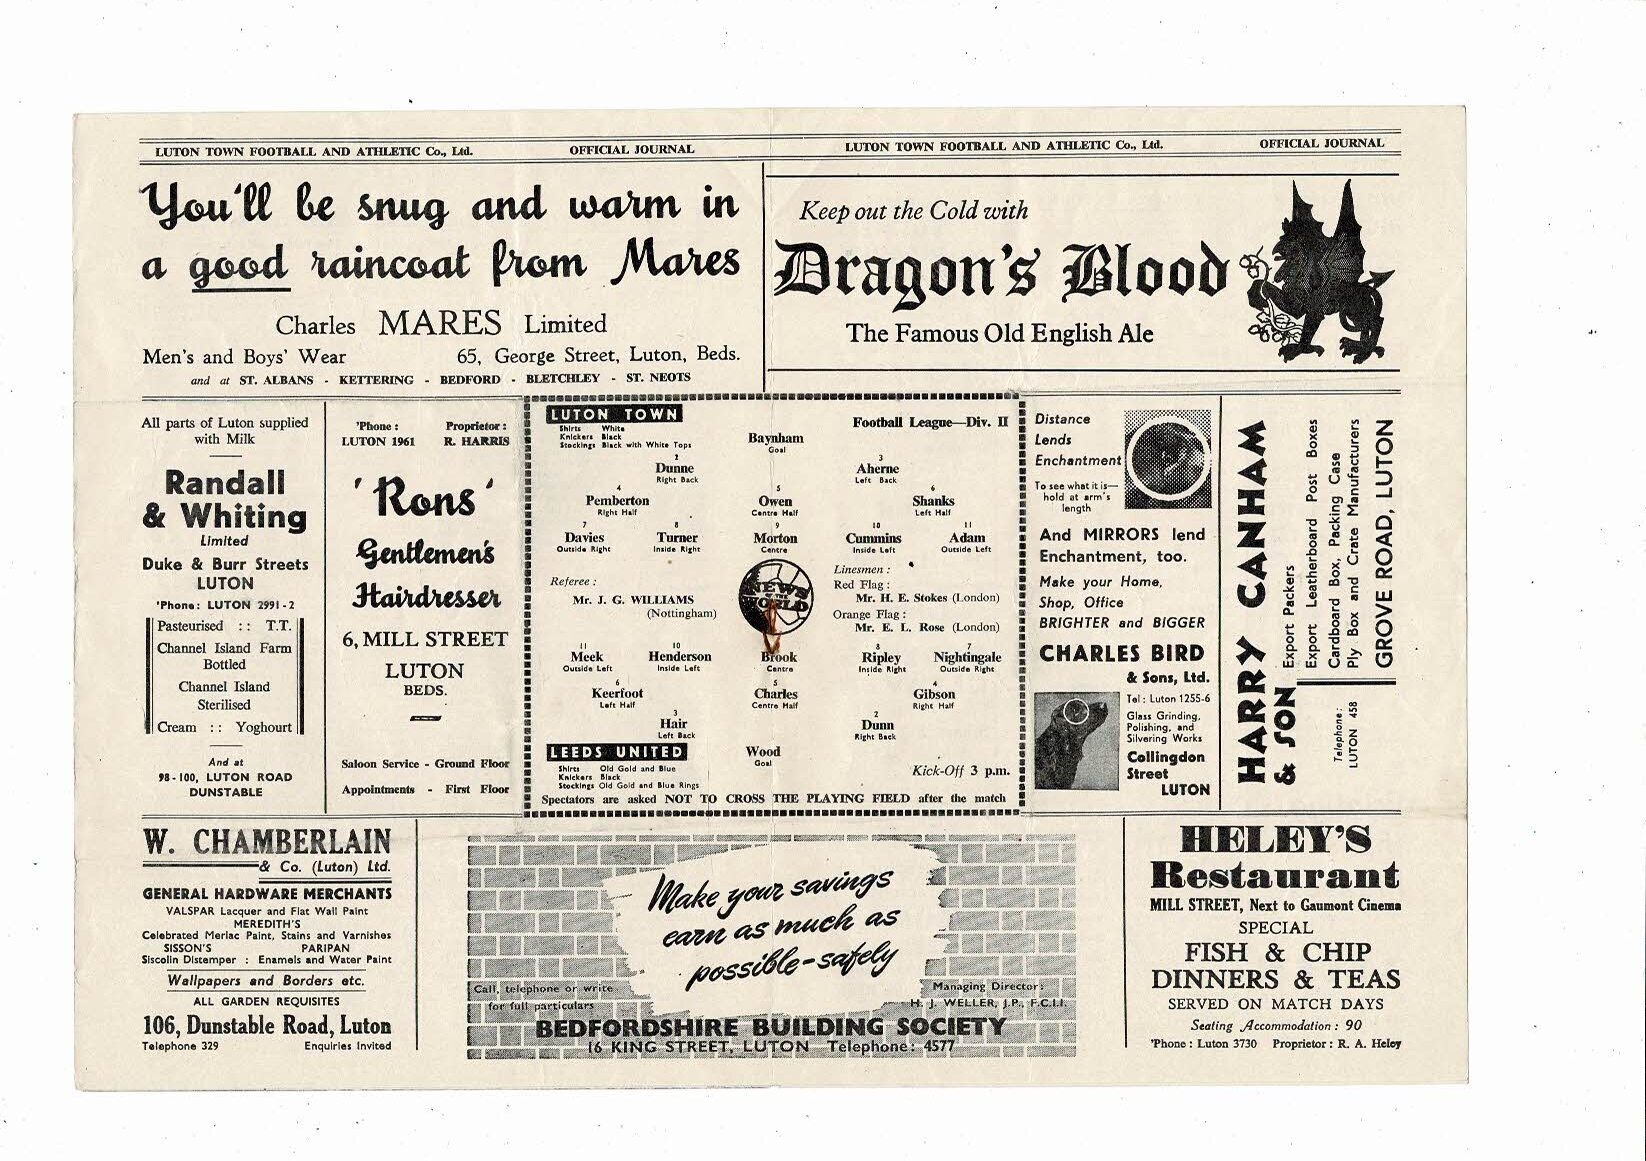 LUTON TOWN FOOTBALL AND ATHLETIC Co., Ltd. OFFICIAL JOURNAL
LUTON TOWN FOOTBALL AND ATHLETIC Co., Ltd. OFFICIAL JOURNAL
You'll be snug and warm in
a good raincoat from Mares
Charles MARES Limited
Men's and Boys' Wear 65, George Street, Luton, Beds.
and at ST. ALBANS - KETTERING - BEDFORD - BLETCHLEY - ST. NEOTS
Keep out the Cold with
Dragon's Blood
The Famous Old English Ale
All parts of Luton supplied
with Milk
Randall
& Whiting
Limited
Duke & Burr Streets
LUTON
'Phone: LUTON 2991-2
Pasteurised :: T.T.
Channel Island Farm
Bottled
Channel Island
Sterilised
Cream :: Yoghourt
And at
98-100, LUTON ROAD
DUNSTABLE
'Phone : Proprietor :
LUTON 1961 R. HARRIS
'Rons'
Gentlemen's
Hairdresser
6, MILL STREET
LUTON
BEDS.
Saloon Service - Ground Floor
Appointments - First Floor
LUTON TOWN
Shirts White
Knickers Black
Stockings Black with White Tops
Football League—Div. II
Baynham
Goal
2 3
Dunne Aherne
Right Back Left Back
4 5 6
Pemberton Owen Shanks
Right Half Centre Half Left Half
7 8 9 10 11
Davies Turner Morton Cummins Adam
Outside Right Inside Right Centre Inside Left Outside Left
Referee :
Mr. J. G. WILLIAMS
(Nottingham)
NEWS
OF THE
WORLD
Linesmen :
Red Flag :
Mr. H. E. Stokes (London)
Orange Flag :
Mr. E. L. Rose (London)
11 10 8 7
Meek Henderson Brook Ripley Nightingale
Outside Left Inside Left Centre Inside Right Outside Right
6 5 4
Keerfoot Charles Gibson
Left Half Centre Half Right Half
3 2
Hair Dunn
Left Back Right Back
LEEDS UNITED
Wood
Goal
Shirts Old Gold and Blue
Knickers Black
Stockings Old Gold and Blue Rings
Kick-Off 3 p.m.
Spectators are asked NOT TO CROSS THE PLAYING FIELD after the match
Distance
Lends
Enchantment
To see what it is—
hold at arm's
length
And MIRRORS lend
Enchantment, too.
Make your Home,
Shop, Office
BRIGHTER and BIGGER
CHARLES BIRD
& Sons, Ltd.
Tel : Luton 1255-6
Glass Grinding,
Polishing, and
Silvering Works
Collingdon
Street
LUTON
HARRY CANHAM
& SON
Export Packers
Export Leatherboard Post Boxes
Cardboard Box, Packing Case
Ply Box and Crate Manufacturers
GROVE ROAD, LUTON
Telephone:
LUTON 458
W. CHAMBERLAIN
& Co. (Luton) Ltd.
GENERAL HARDWARE MERCHANTS
VALSPAR Lacquer and Flat Wall Paint
MEREDITH'S
Celebrated Merlac Paint, Stains and Varnishes
SISSON'S PARIPAN
Siscolin Distemper : Enamels and Water Paint
Wallpapers and Borders etc.
ALL GARDEN REQUISITES
106, Dunstable Road, Luton
Telephone 329 Enquiries Invited
Make your savings
earn as much as
possible-safely
Call, telephone or write
for full particulars
Managing Director:
H. J. WELLER, J.P., F.C.I.I.
BEDFORDSHIRE BUILDING SOCIETY
16 KING STREET, LUTON Telephone: 4577
HELEY'S
Restaurant
MILL STREET, Next to Gaumont Cinema
SPECIAL
FISH & CHIP
DINNERS & TEAS
SERVED ON MATCH DAYS
Seating Accommodation : 90
'Phone : Luton 3730 Proprietor : R. A. Heley